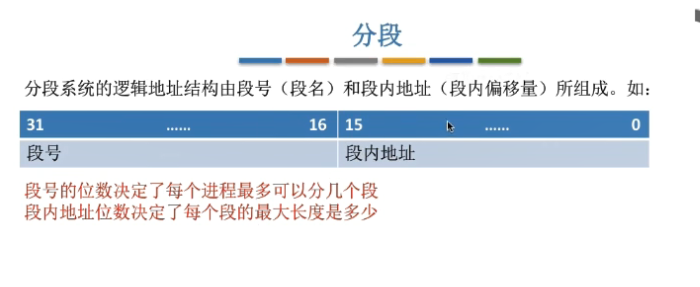 分段
分段系统的逻辑地址结构由段号（段名）和段内地址（段内偏移量）所组成。如：
31 ...... 16 15 ...... 0
段号 段内地址
段号的位数决定了每个进程最多可以分几个段
段内地址位数决定了每个段的最大长度是多少